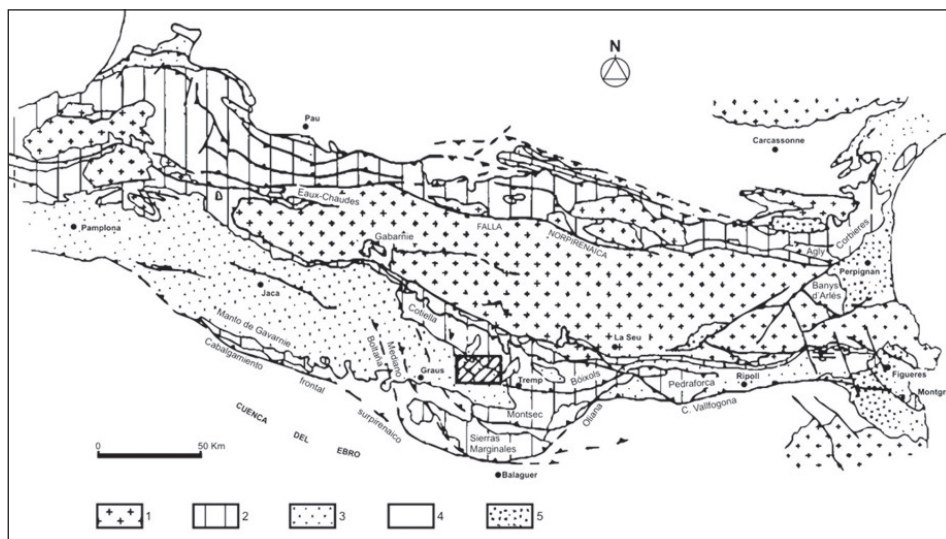 N
Pau
Carcassonne
Eaux-Chaudes
FALLA
NORPIRENAICA
Corbieres
Agly
Pamplona
Gabarnie
Perpignan
Banys
d'Arlés
Jaca
Cotiella
La Seu
Manto de Gavarnie
Mediano
Boltaña
Graus
Tremp
Bóixols
Pedraforca
Ripoll
Figueres
Montgr
Cabalgamiento
frontal
surpirenaico
Montsec
Oliana
C. Vallfogona
CUENCA
DEL
EBRO
Sierras
Marginales
Balaguer
0 50 Km
1 2 3 4 5